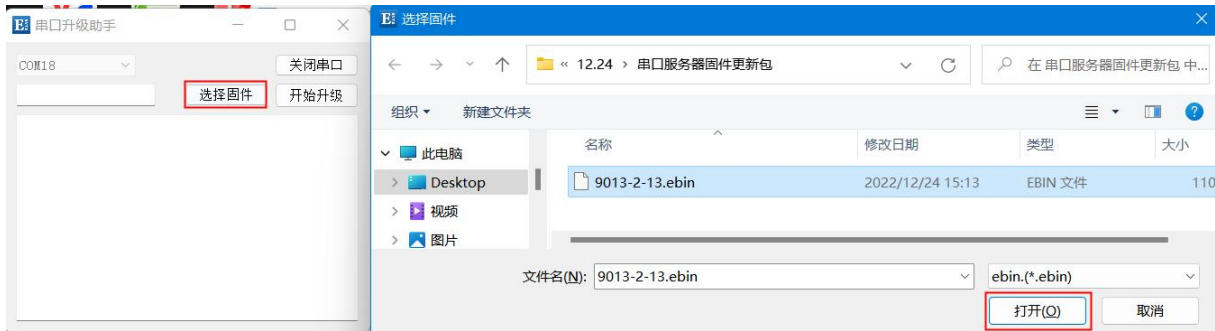 E 串口升级助手
COM18
关闭串口
选择固件
开始升级
E 选择固件
« 12.24 › 串口服务器固件更新包
在 串口服务器固件更新包 中...
组织
新建文件夹
名称
修改日期
类型
大小
此电脑
Desktop
视频
图片
9013-2-13.ebin
2022/12/24 15:13
EBIN 文件
110
文件名(N):
9013-2-13.ebin
ebin.(*.ebin)
打开(O)
取消